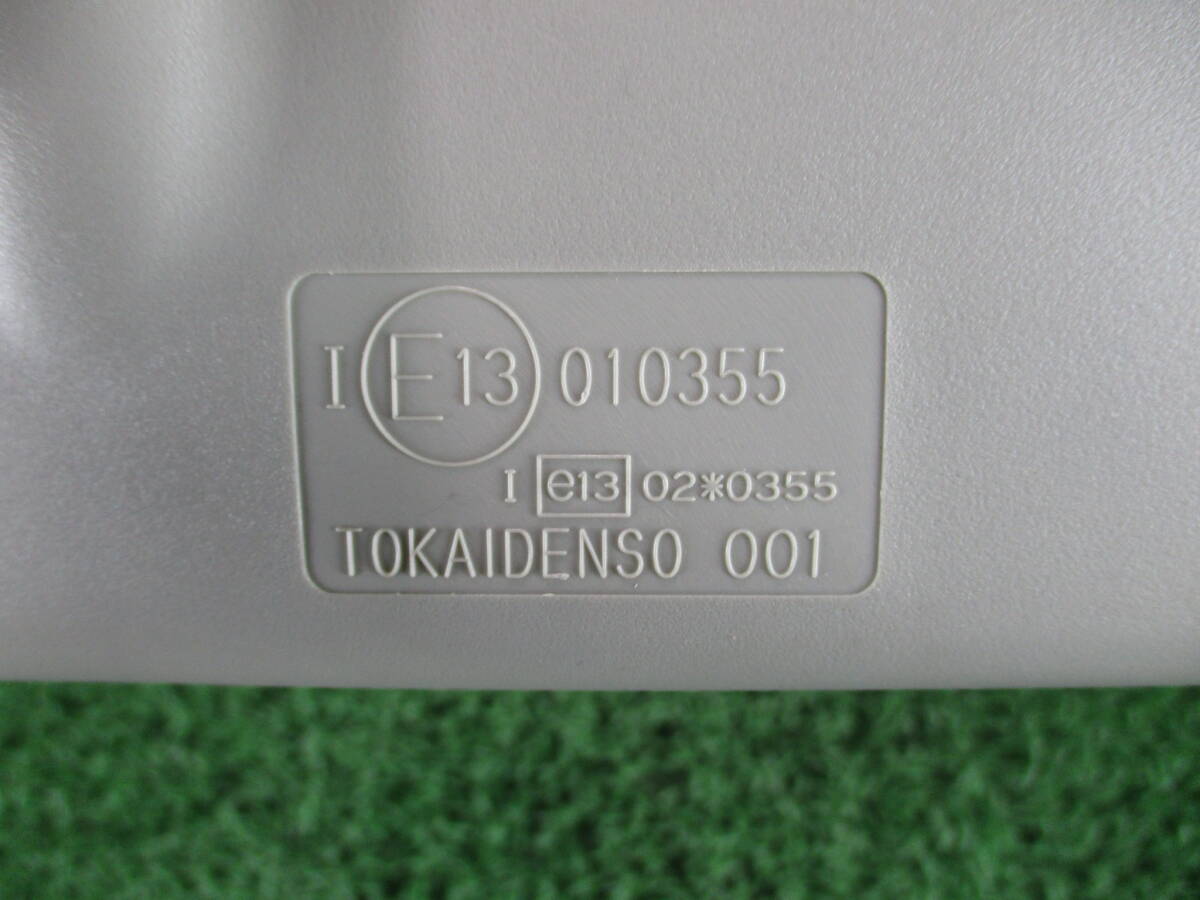 I E13 010355
I e13 02*0355
TOKAIDENSO 001